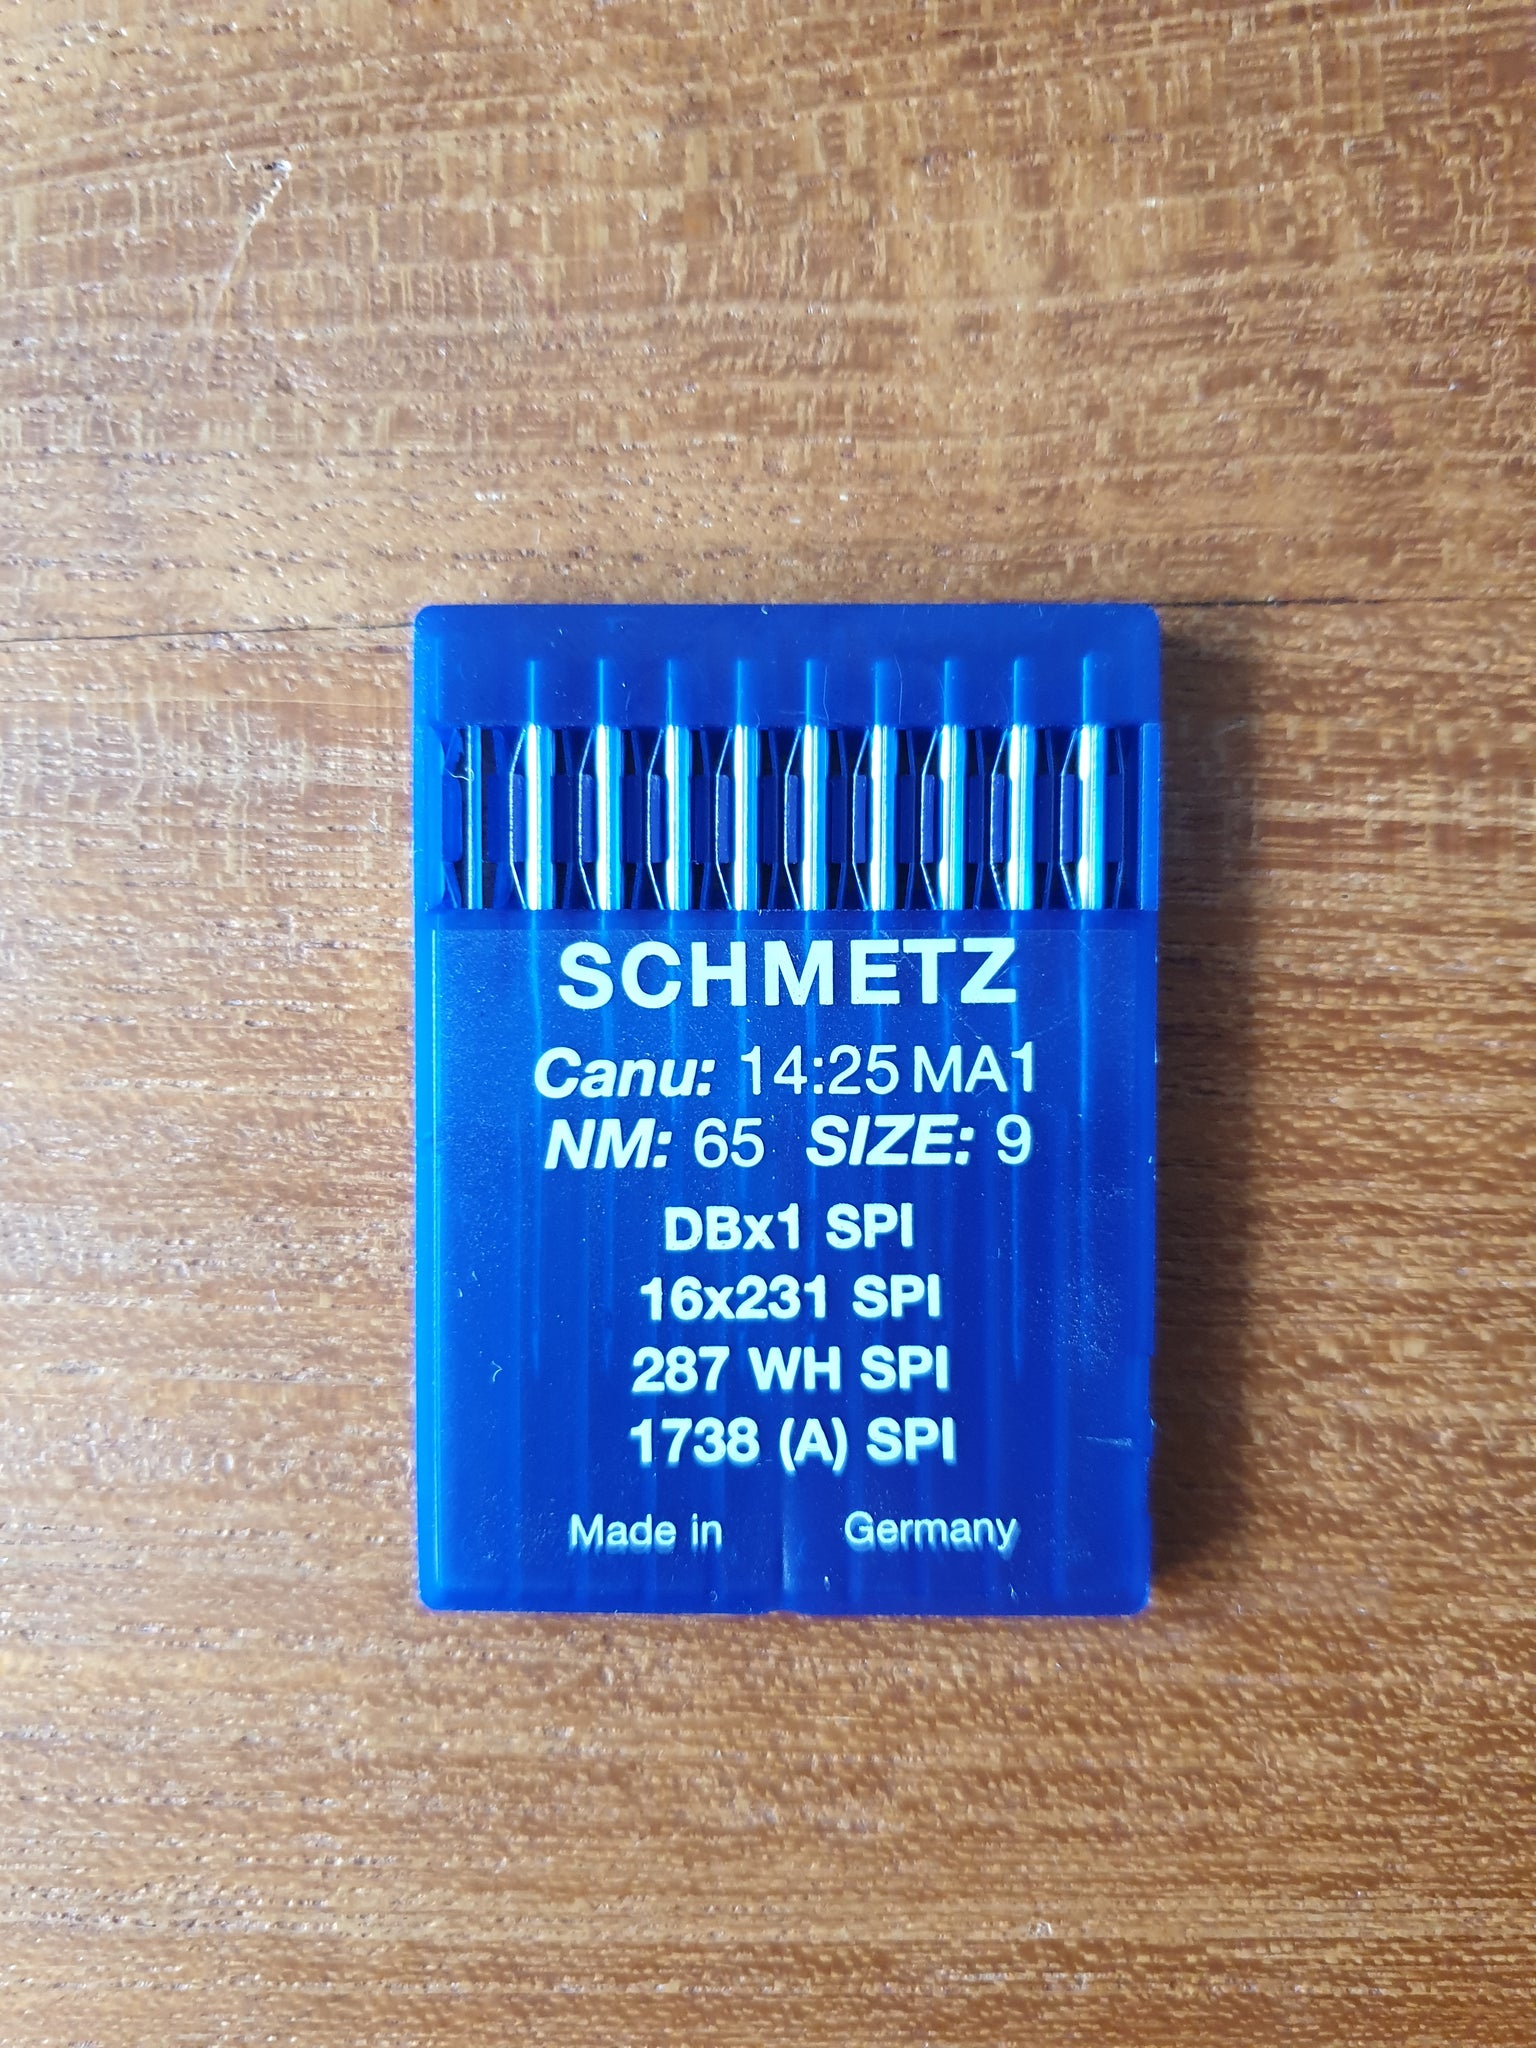 SCHMETZ
Canu: 14:25 MA1
NM: 65 SIZE: 9
DBx1 SPI
16x231 SPI
287 WH SPI
1738 (A) SPI
Made in Germany